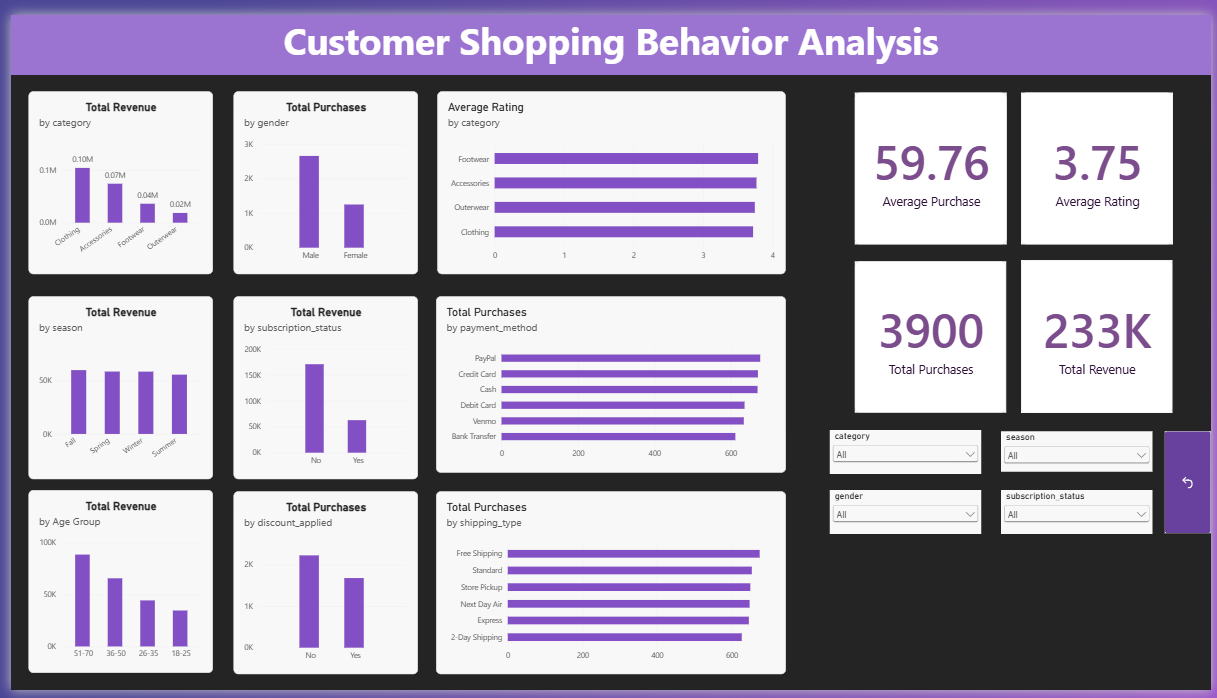 Customer Shopping Behavior Analysis
Total Revenue
by category
0.1M
0.0M
0.10M
0.07M
0.04M
0.02M
Clothing
Accessories
Footwear
Outerwear
Total Purchases
by gender
3K
2K
1K
0K
Male
Female
Average Rating
by category
Footwear
Accessories
Outerwear
Clothing
0
1
2
3
4
59.76
Average Purchase
3.75
Average Rating
Total Revenue
by season
50K
0K
Fall
Spring
Winter
Summer
Total Revenue
by subscription_status
200K
150K
100K
50K
0K
No
Yes
Total Purchases
by payment_method
PayPal
Credit Card
Cash
Debit Card
Venmo
Bank Transfer
0
200
400
600
3900
Total Purchases
233K
Total Revenue
category
All
season
All
gender
All
subscription_status
All
Total Revenue
by Age Group
100K
50K
0K
51-70
36-50
26-35
18-25
Total Purchases
by discount_applied
2K
1K
0K
No
Yes
Total Purchases
by shipping_type
Free Shipping
Standard
Store Pickup
Next Day Air
Express
2-Day Shipping
0
200
400
600